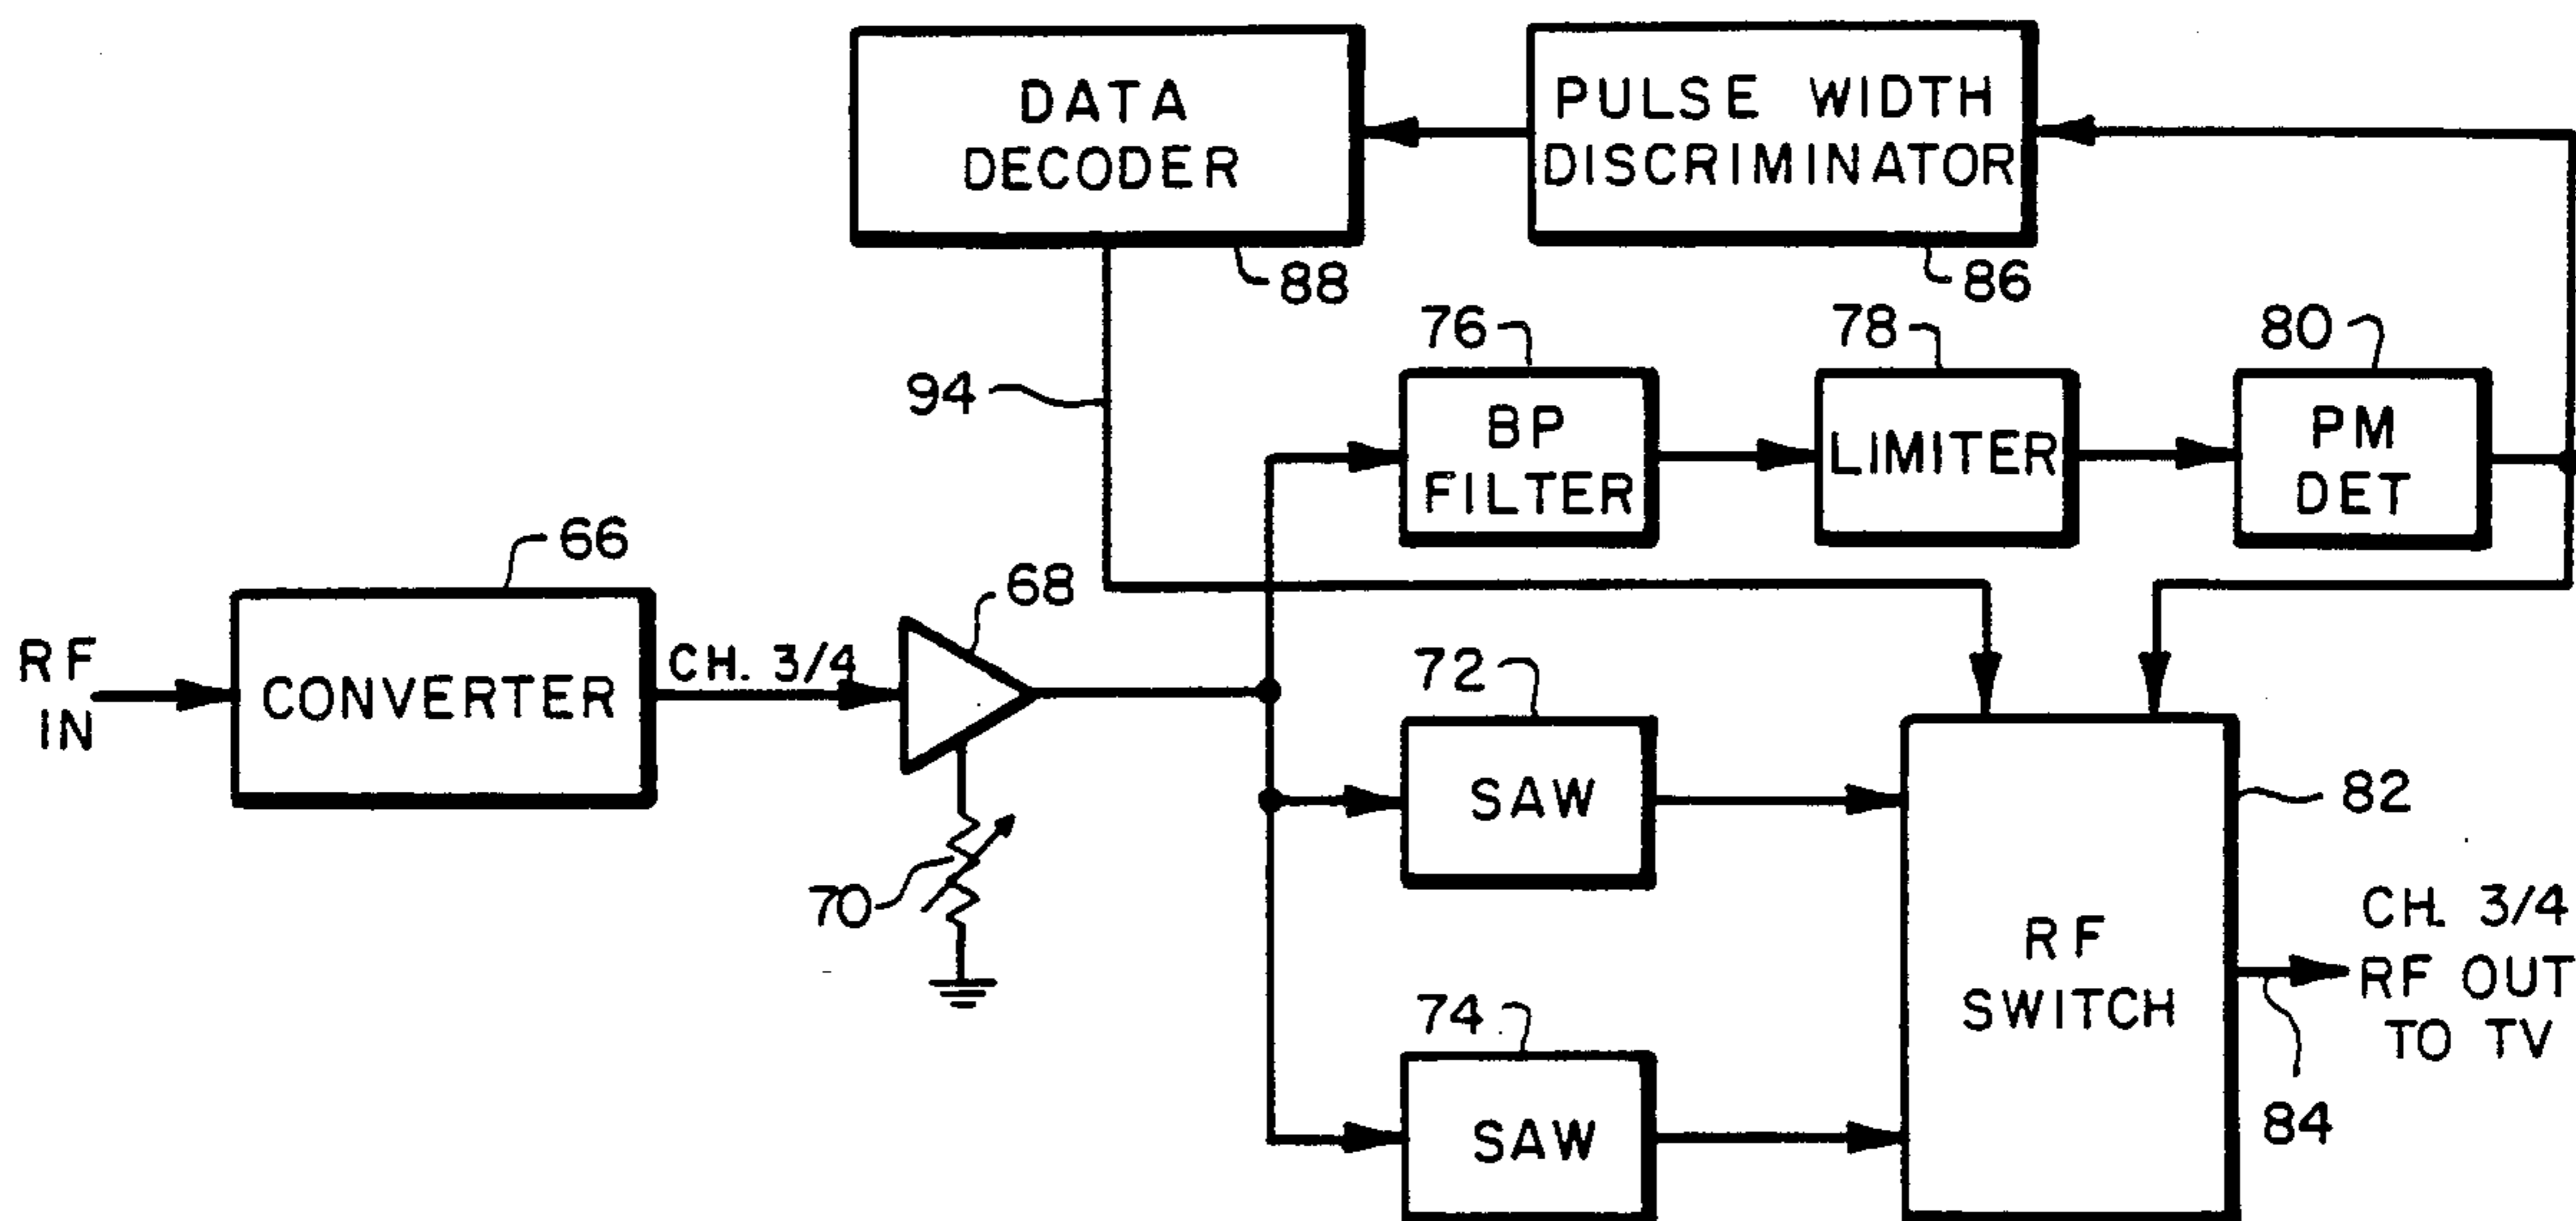 DATA
DECODER
88
PULSE WIDTH
DISCRIMINATOR
86
94
76
BP
FILTER
78
LIMITER
80
PM
DET
66
RF
IN
CONVERTER
CH. 3/4
68
70
72
SAW
74
SAW
RF
SWITCH
82
CH. 3/4
RF OUT
TO TV
84